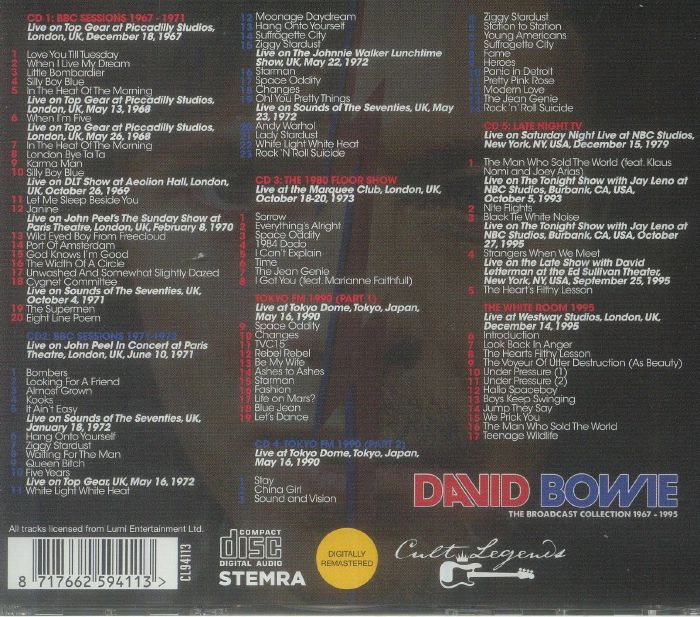 CD 1: BBC SESSIONS 1967 - 1971
Live on Top Gear at Piccadilly Studios,
London, UK, December 18, 1967
1 Love You Till Tuesday
2 When I Live My Dream
3 Little Bombardier
4 Silly Boy Blue
5 In The Heat Of The Morning
Live on Top Gear at Piccadilly Studios,
London, UK, May 13, 1968
6 When I'm Five
Live on Top Gear at Piccadilly Studios,
London, UK, May 26, 1968
7 In The Heat Of The Morning
8 London Bye Ta Ta
9 Karma Man
10 Silly Boy Blue
Live on DLT Show at Aeolion Hall, London,
UK, October 26, 1969
11 Let Me Sleep Beside You
12 Janine
Live on John Peel's The Sunday Show at
Paris Theatre, London, UK, February 8, 1970
13 Wild Eyed Boy From Freecloud
14 Port Of Amsterdam
15 God Knows I'm Good
16 The Width Of A Circle
17 Unwashed And Somewhat Slightly Dazed
18 Cygnet Committee
Live on Sounds of The Seventies, UK,
October 4, 1971
19 The Supermen
20 Eight Line Poem
CD2: BBC SESSIONS 1971-1972
Live on John Peel In Concert at Paris
Theatre, London, UK, June 10, 1971
Bombers
Looking For A Friend
Almost Grown
Kooks
It Ain't Easy
Live on Sounds of The Seventies, UK,
January 18, 1972
Hang Onto Yourself
Ziggy Stardust
Waiting For The Man
Queen Bitch
10 Five Years
Live on Top Gear, UK, May 16, 1972
11 White Light White Heat
12 Moonage Daydream
13 Hang Onto Yourself
14 Suffragette City
15 Ziggy Stardust
Live on The Johnnie Walker Lunchtime
Show, UK, May 22, 1972
16 Starman
17 Space Oddity
18 Changes
19 Oh! You Pretty Things
Live on Sounds of The Seventies, UK, May
23, 1972
20 Andy Warhol
21 Lady Stardust
22 White Light White Heat
23 Rock 'N Roll Suicide
CD 3: THE 1980 FLOOR SHOW
Live at the Marquee Club, London, UK,
October 18-20, 1973
1 Sorrow
2 Everything's Alright
3 Space Oddity
4 1984 Dodo
5 I Can't Explain
6 Time
7 The Jean Genie
8 I Got You (feat. Marianne Faithfull)
TOKYO FM 1990 (PART 1)
Live at Tokyo Dome, Tokyo, Japan,
May 16, 1990
9 Space Oddity
10 Changes
11 TVC15
12 Rebel Rebel
13 Be My Wife
14 Ashes to Ashes
15 Starman
16 Fashion
17 Life on Mars?
18 Blue Jean
19 Let's Dance
CD 4: TOKYO FM 1990 (PART 2)
Live at Tokyo Dome, Tokyo, Japan,
May 16, 1990
Stay
China Girl
Sound and Vision
Ziggy Stardust
Station to Station
Young Americans
Suffragette City
Fame
Heroes
Panic in Detroit
Pretty Pink Rose
Modern Love
The Jean Genie
Rock 'n Roll Suicide
CD 5: LATE NIGHT TV
Live on Saturday Night Live at NBC Studios,
New York, NY, USA, December 15, 1979
1 The Man Who Sold The World (feat. Klaus
Nomi and Joey Arias)
Live on The Tonight Show with Jay Leno at
NBC Studios, Burbank, CA, USA,
October 5, 1993
2 Nite Flights
3 Black Tie White Noise
Live on The Tonight Show with Jay Leno at
NBC Studios, Burbank, CA, USA, October
27, 1995
4 Strangers When We Meet
Live on the Late Show with David
Letterman at the Ed Sullivan Theater,
New York, NY, USA, September 25, 1995
5 The Heart's Filthy Lesson
THE WHITE ROOM 1995
Live at Westway Studios, London, UK,
December 14, 1995
6 Introduction
7 Look Back In Anger
8 The Hearts Filthy Lesson
9 The Voyeur Of Utter Destruction (As Beauty)
10 Under Pressure (1)
11 Under Pressure (2)
12 Hallo Spaceboy
13 Boys Keep Swinging
14 Jump They Say
15 We Prick You
16 The Man Who Sold The World
17 Teenage Wildlife
DAVID BOWIE
THE BROADCAST COLLECTION 1967 - 1995
All tracks licensed from Lumi Entertainment Ltd.
8 717662 594113 >
CL94113
COMPACT
disc
DIGITAL AUDIO
STEMRA
DIGITALLY
REMASTERED
Cult Legends